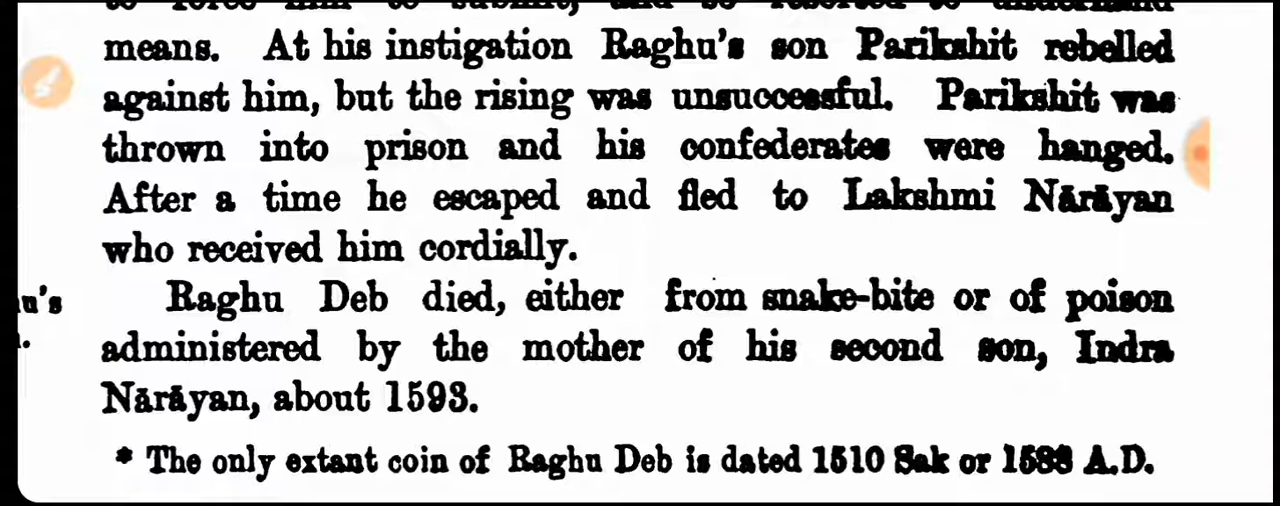 means. At his instigation Raghu's son Parikshit rebelled
against him, but the rising was unsuccessful. Parikshit was
thrown into prison and his confederates were hanged.
After a time he escaped and fled to Lakshmi Nārāyan
who received him cordially.
u's Raghu Deb died, either from snake-bite or of poison
administered by the mother of his second son, Indra
Nārāyan, about 1593.
* The only extant coin of Raghu Deb is dated 1510 Sak or 1588 A.D.